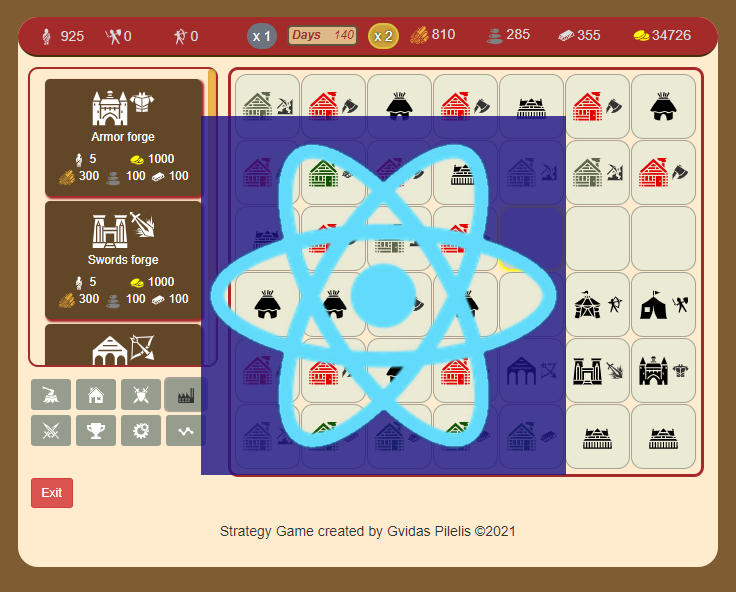 925 0 0 x 1 Days 140 x 2 810 285 355 34726
Armor forge
5 1000
300 100 100
Swords forge
5 1000
300 100 100
Exit
Strategy Game created by Gvidas Pilelis ©2021